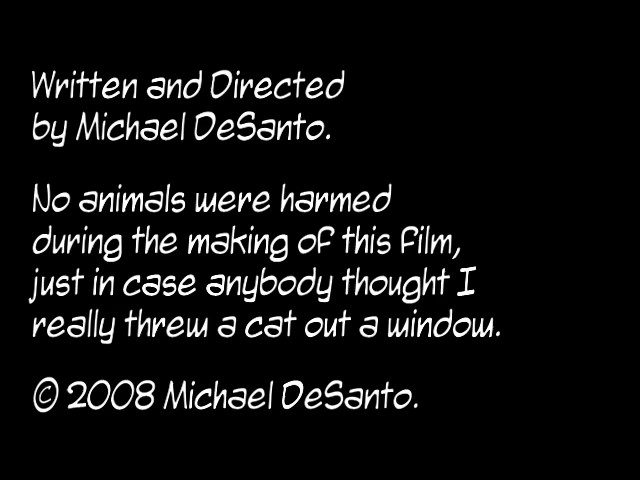 Written and Directed
by Michael DeSanto.
No animals were harmed
during the making of this film,
just in case anybody thought I
really threw a cat out a window.
© 2008 Michael DeSanto.